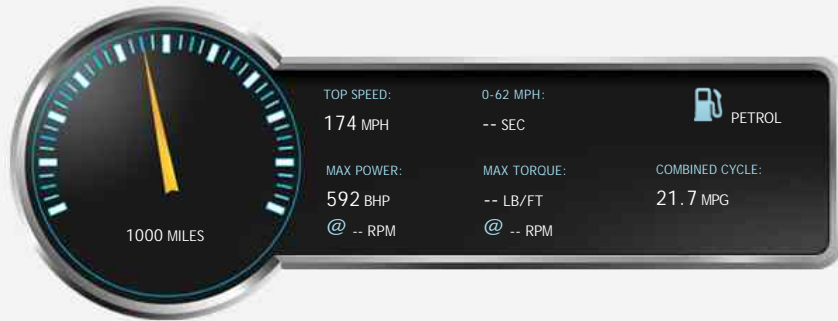 TOP SPEED:
174 MPH
0-62 MPH:
-- SEC
PETROL
MAX POWER:
592 BHP
@ -- RPM
MAX TORQUE:
-- LB/FT
@ -- RPM
COMBINED CYCLE:
21.7 MPG
1000 MILES